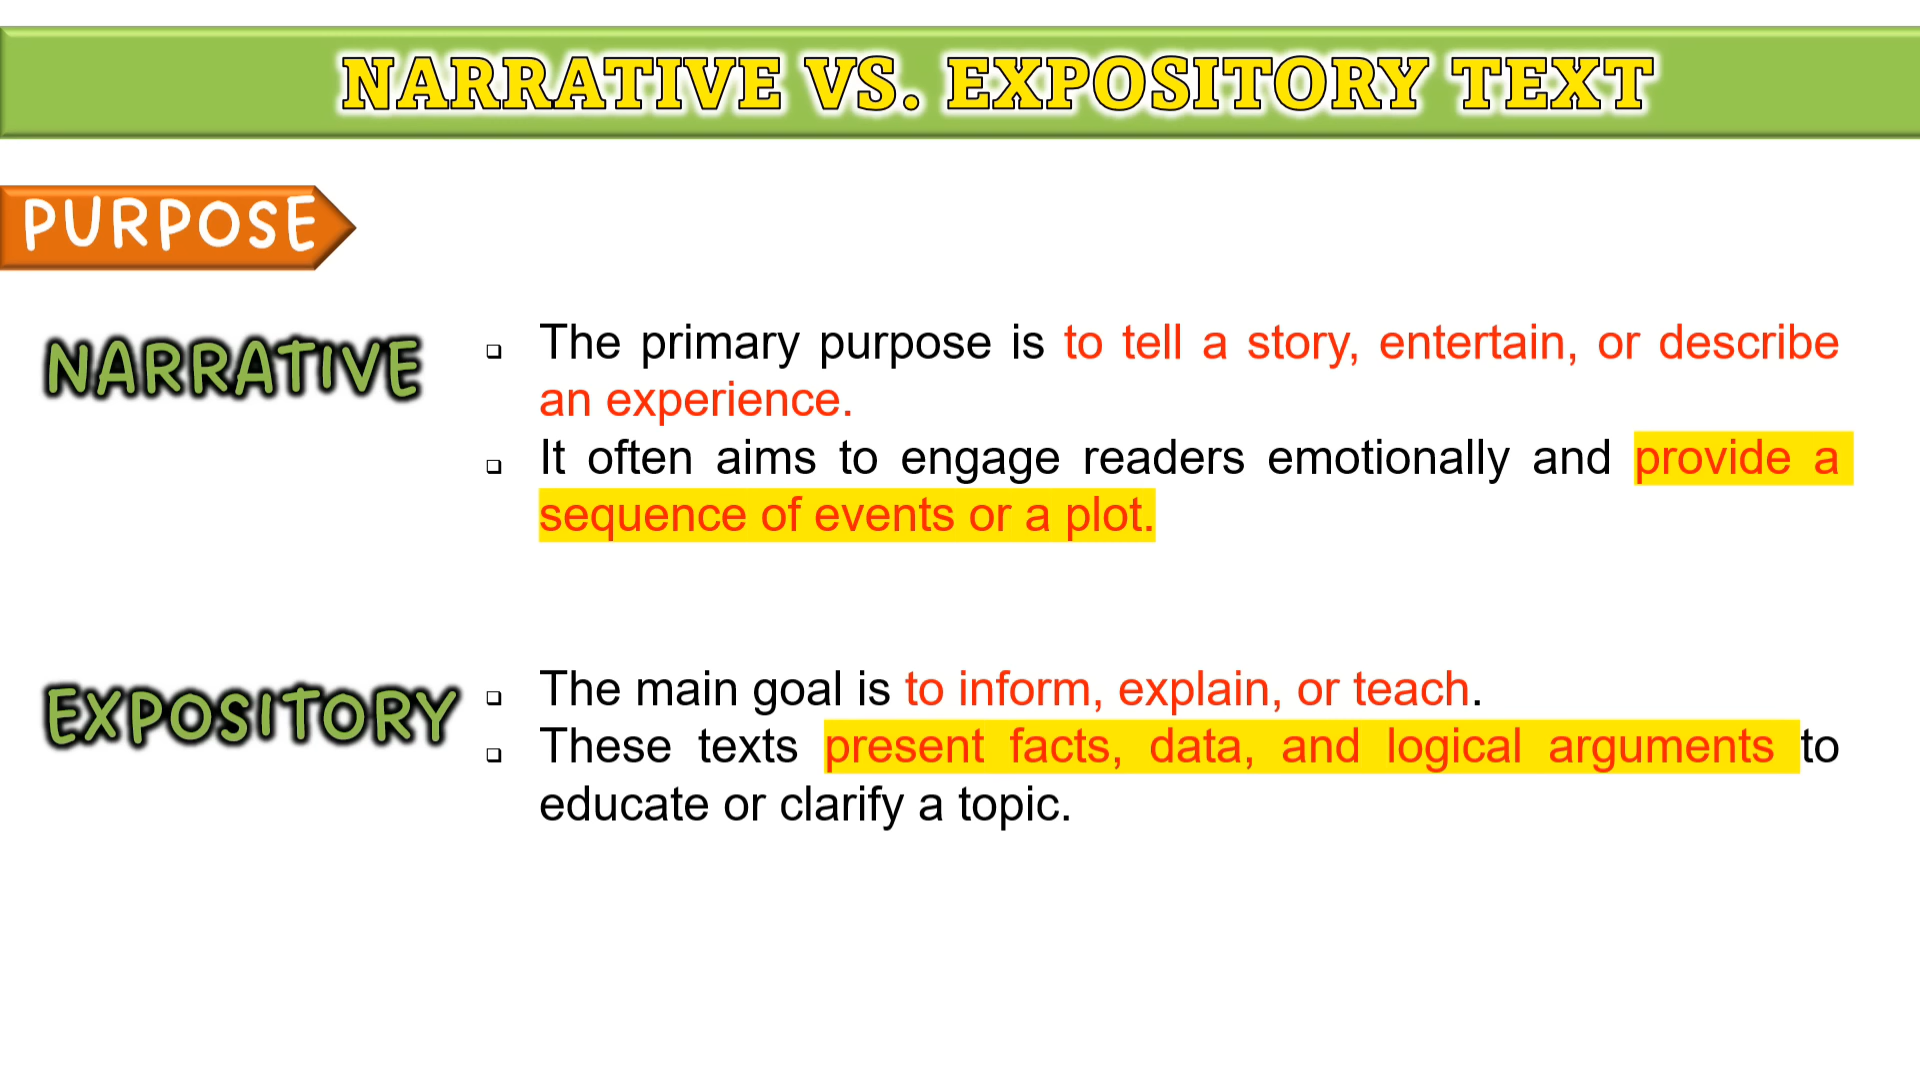 NARRATIVE VS. EXPOSITORY TEXT
PURPOSE
NARRATIVE
❑ The primary purpose is to tell a story, entertain, or describe
an experience.
❑ It often aims to engage readers emotionally and provide a
sequence of events or a plot.
EXPOSITORY
❑ The main goal is to inform, explain, or teach.
❑ These texts present facts, data, and logical arguments to
educate or clarify a topic.